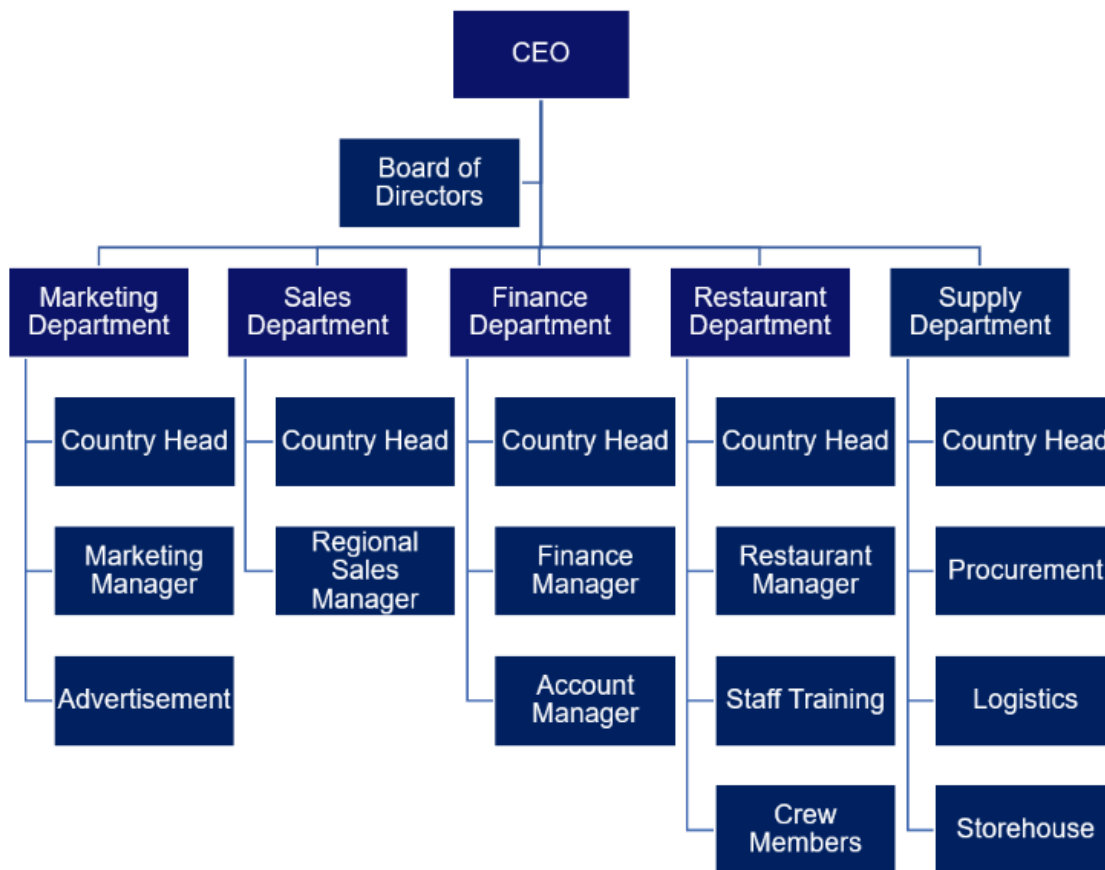 CEO
Board of
Directors
Marketing
Department
Sales
Department
Finance
Department
Restaurant
Department
Supply
Department
Country Head
Country Head
Country Head
Country Head
Country Head
Marketing
Manager
Regional
Sales
Manager
Finance
Manager
Restaurant
Manager
Procurement
Advertisement
Account
Manager
Staff Training
Logistics
Crew
Members
Storehouse